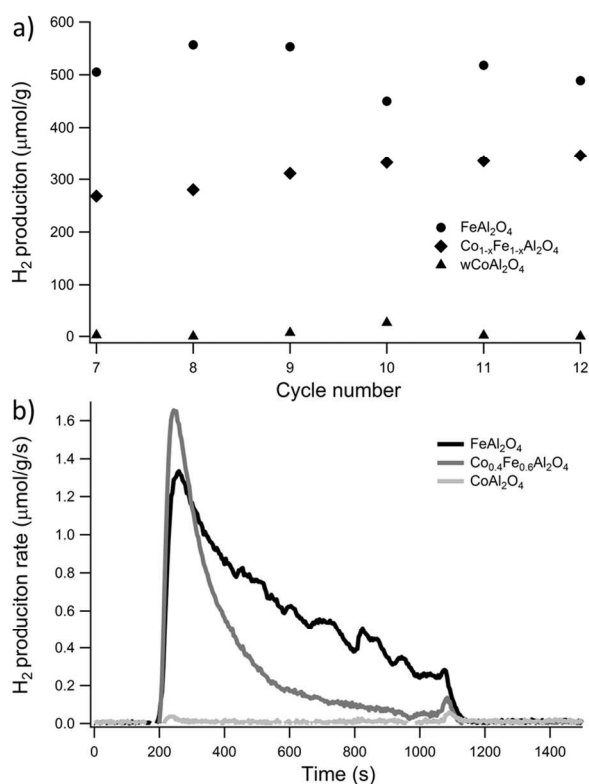 a)
600
500
400
300
200
100
0
H2 produciton (μmol/g)
FeAl2O4
Co1-xFe1-xAl2O4
wCoAl2O4
7 8 9 10 11 12
Cycle number
b)
1.6
1.4
1.2
1.0
0.8
0.6
0.4
0.2
0.0
H2 produciton rate (μmol/g/s)
FeAl2O4
Co0.4Fe0.6Al2O4
CoAl2O4
0 200 400 600 800 1000 1200 1400
Time (s)